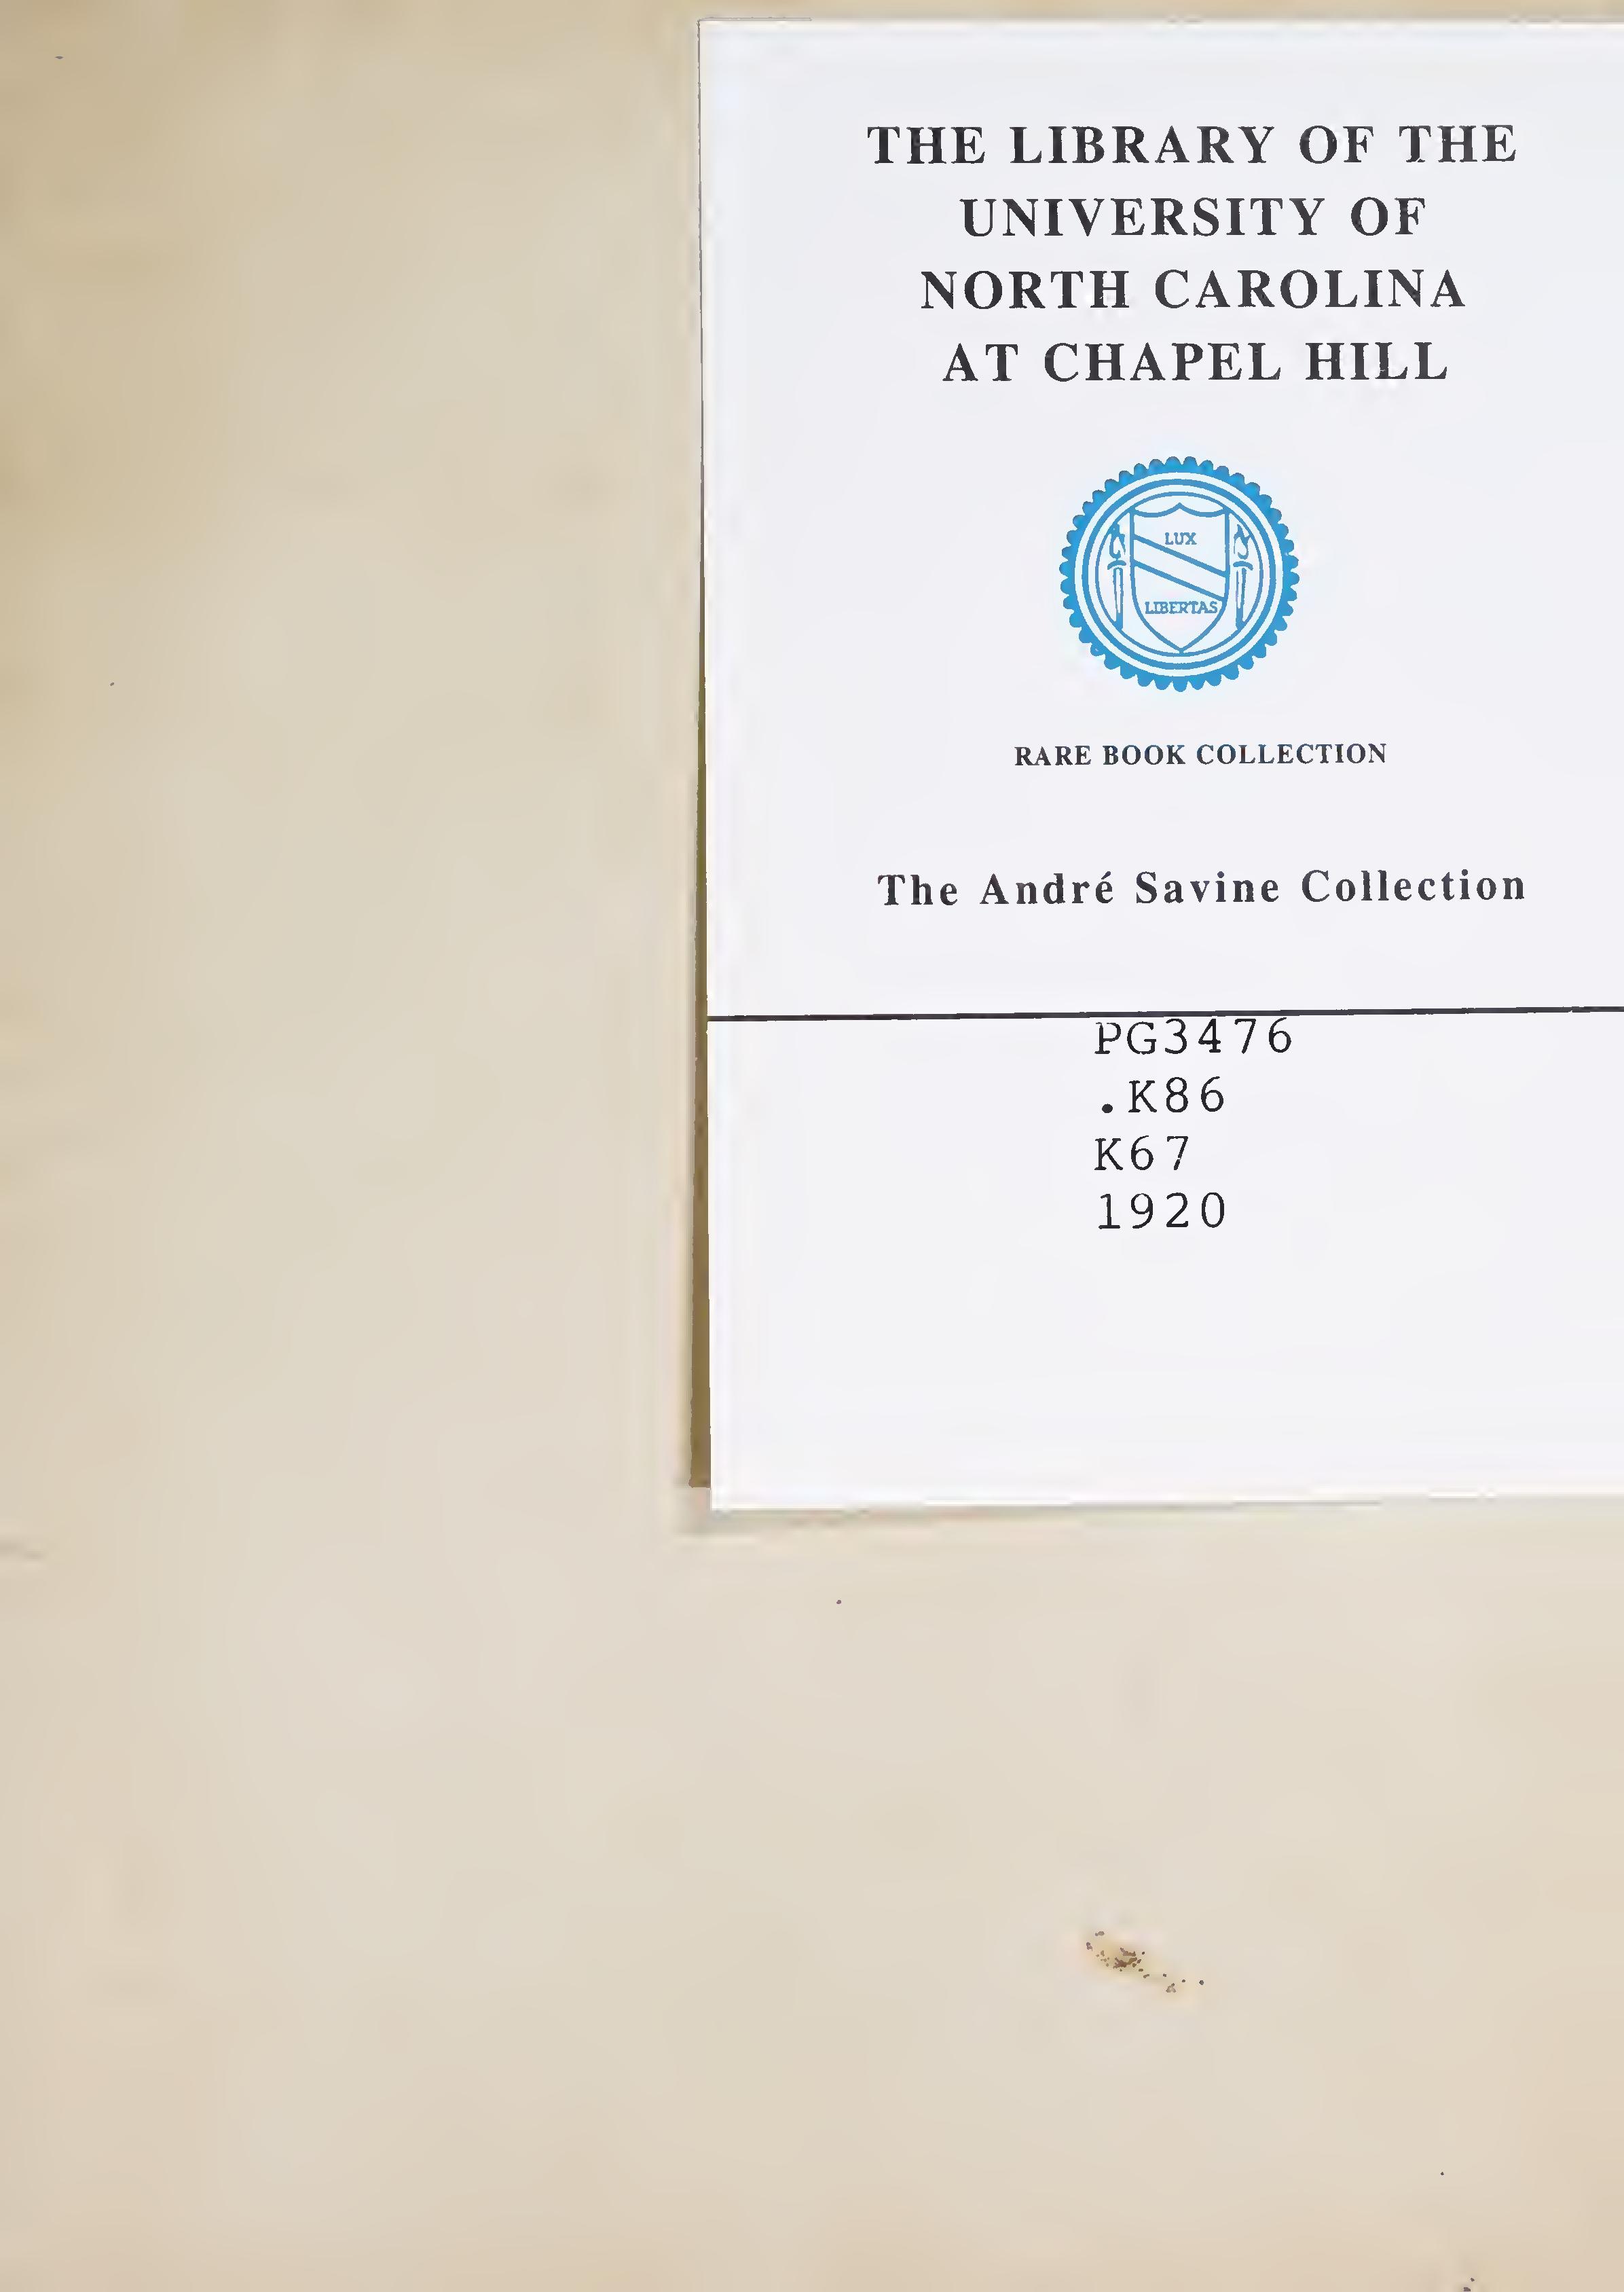 THE LIBRARY OF THE
UNIVERSITY OF
NORTH CAROLINA
AT CHAPEL HILL
LUX
LIBERTAS
RARE BOOK COLLECTION
The André Savine Collection
PG3476
.K86
K67
1920